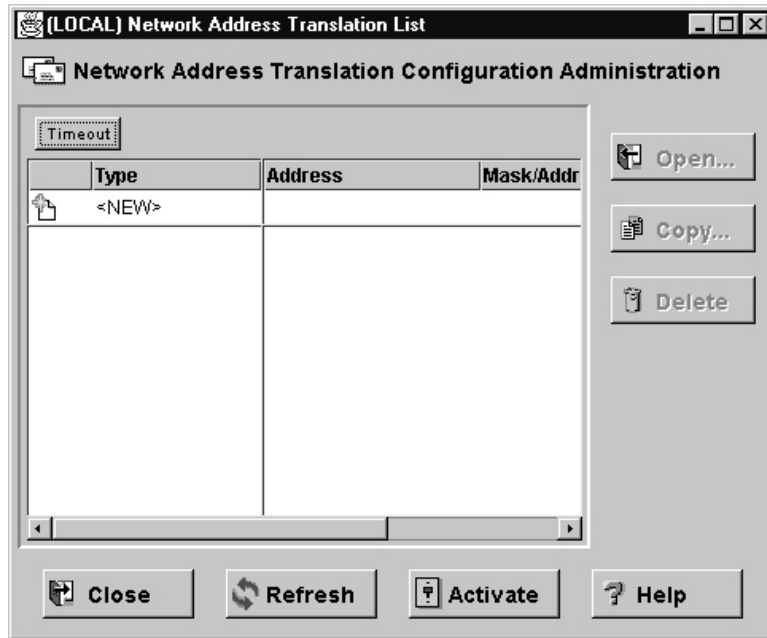 (LOCAL) Network Address Translation List
Network Address Translation Configuration Administration
Timeout
Type Address Mask/Addr
<NEW>
Open...
Copy...
Delete
Close Refresh Activate Help